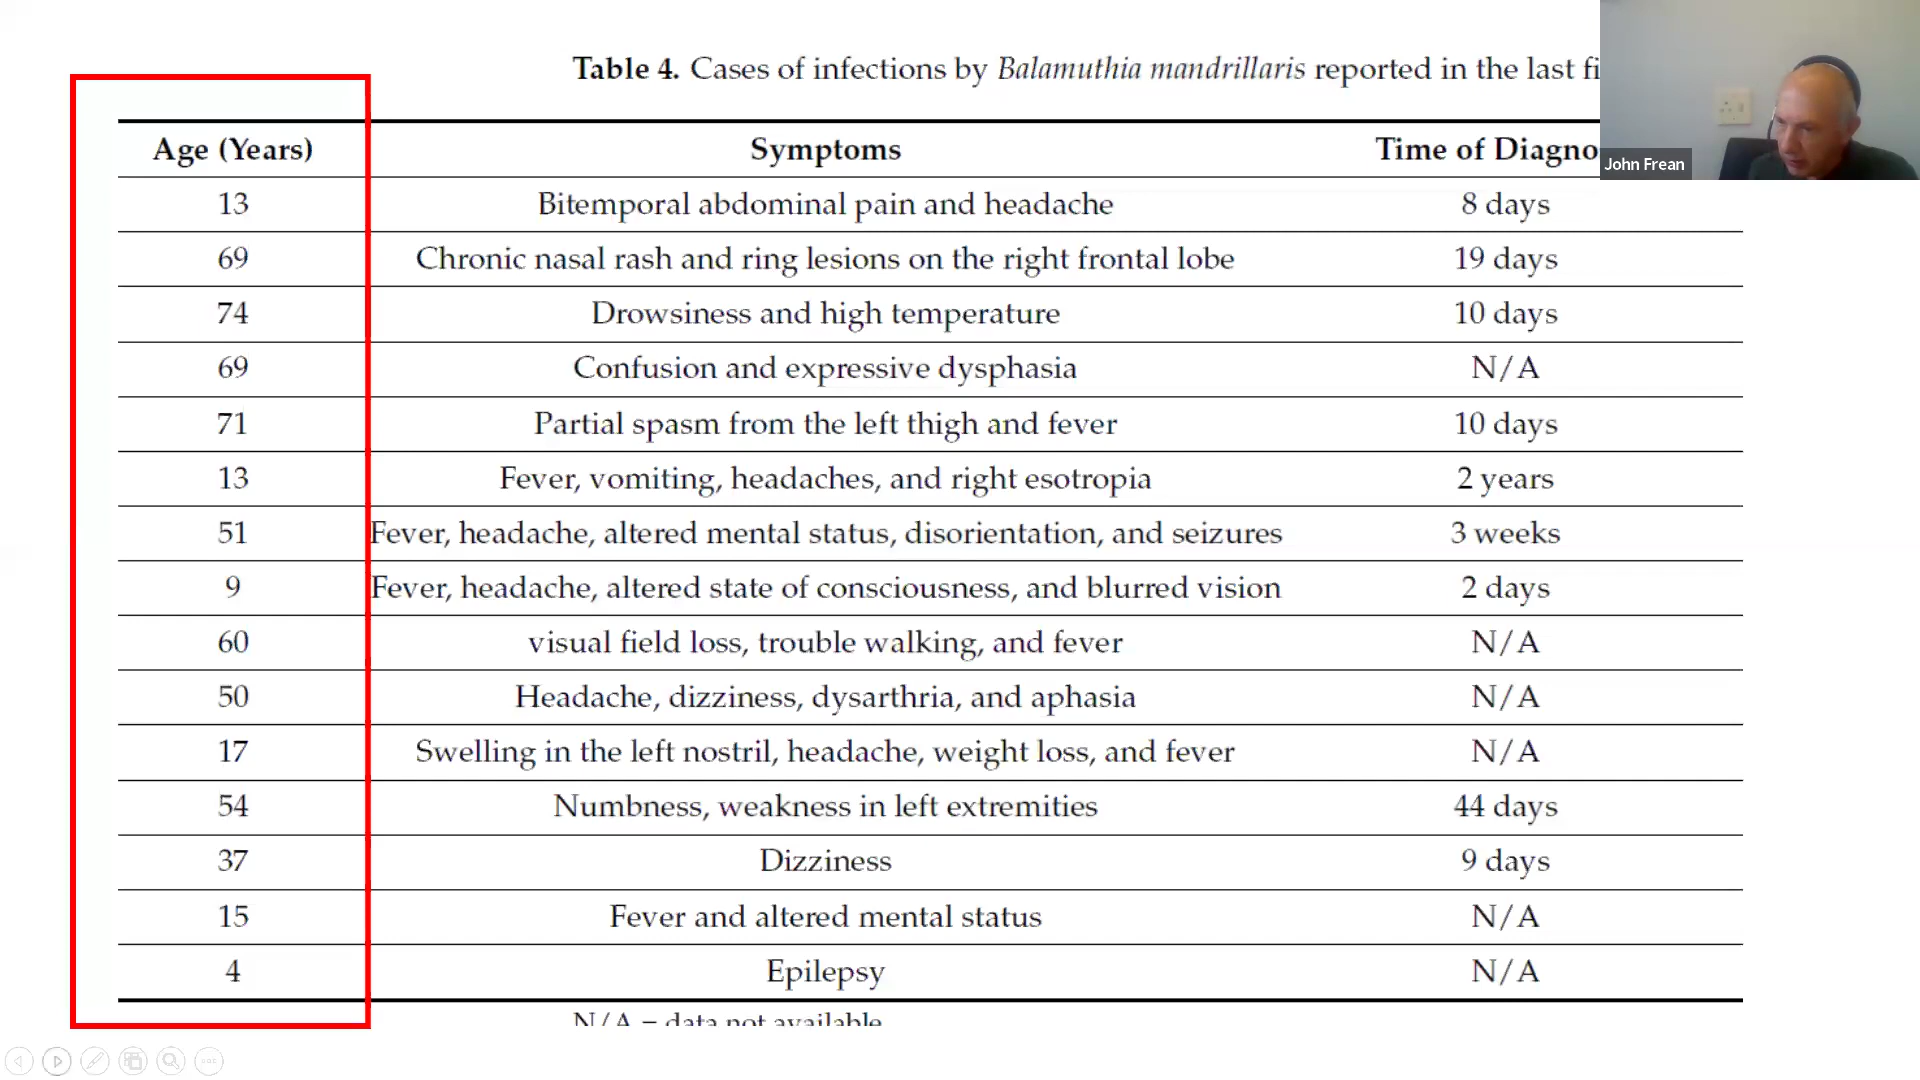 Table 4. Cases of infections by Balamuthia mandrillaris reported in the last
John Frean
Age (Years) Symptoms Time of
13 Bitemporal abdominal pain and headache 8 days
69 Chronic nasal rash and ring lesions on the right frontal lobe 19 days
74 Drowsiness and high temperature 10 days
69 Confusion and expressive dysphasia N/A
71 Partial spasm from the left thigh and fever 10 days
13 Fever, vomiting, headaches, and right esotropia 2 years
51 Fever, headache, altered mental status, disorientation, and seizures 3 weeks
9 Fever, headache, altered state of consciousness, and blurred vision 2 days
60 visual field loss, trouble walking, and fever N/A
50 Headache, dizziness, dysarthria, and aphasia N/A
17 Swelling in the left nostril, headache, weight loss, and fever N/A
54 Numbness, weakness in left extremities 44 days
37 Dizziness 9 days
15 Fever and altered mental status N/A
4 Epilepsy N/A
N/A = data not available